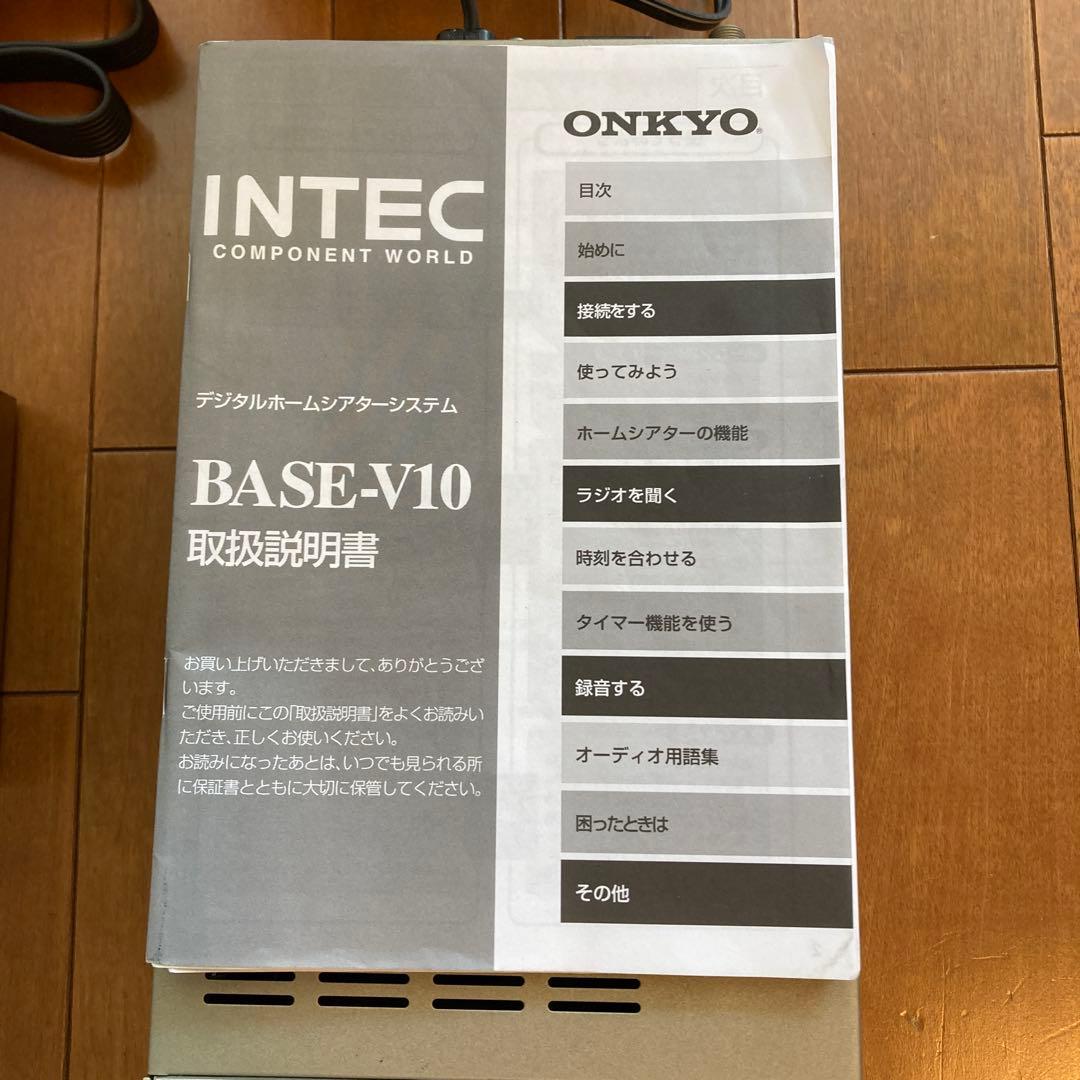 INTEC
COMPONENT WORLD
デジタルホームシアターシステム
BASE-V10
取扱説明書
お買い上げいただきまして、ありがとうござ
います。
ご使用前にこの「取扱説明書」をよくお読みい
ただき、正しくお使いください。
お読みになったあとは、いつでも見られる所
に保証書とともに大切に保管してください。
ONKYO®
目次
始めに
接続をする
使ってみよう
ホームシアターの機能
ラジオを聞く
時刻を合わせる
タイマー機能を使う
録音する
オーディオ用語集
困ったときは
その他